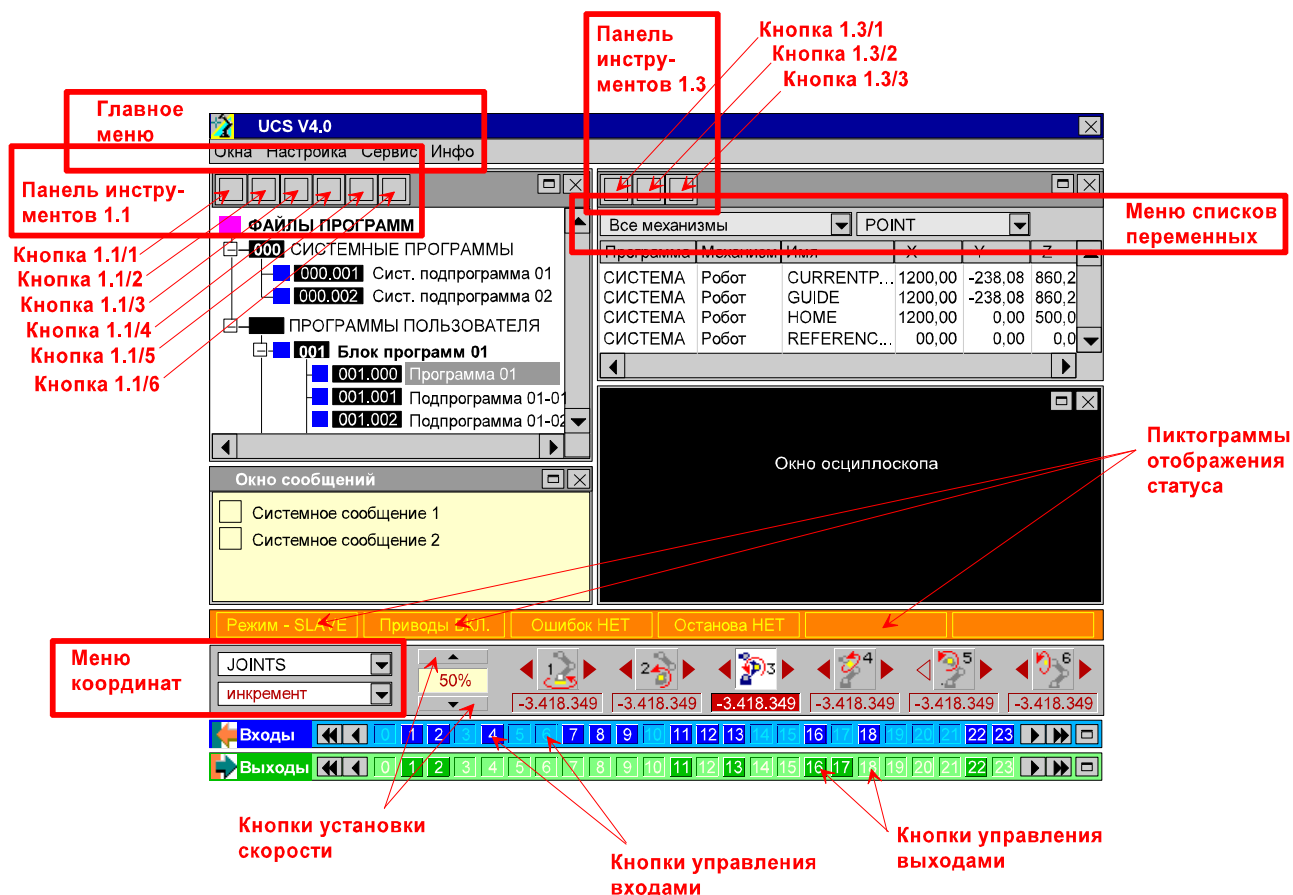 Панель
инстру-
ментов 1.3
Кнопка 1.3/1
Кнопка 1.3/2
Кнопка 1.3/3
Главное
меню
UCS V4.0
Окна Настройка Сервис Инфо
Панель инстру-
ментов 1.1
Кнопка 1.1/1
Кнопка 1.1/2
Кнопка 1.1/3
Кнопка 1.1/4
Кнопка 1.1/5
Кнопка 1.1/6
ФАЙЛЫ ПРОГРАММ
000 СИСТЕМНЫЕ ПРОГРАММЫ
000.001 Сист. подпрограмма 01
000.002 Сист. подпрограмма 02
ПРОГРАММЫ ПОЛЬЗОВАТЕЛЯ
001 Блок программ 01
001.000 Программа 01
001.001 Подпрограмма 01-01
001.002 Подпрограмма 01-02
Меню списков
переменных
Все механизмы POINT
Программа Механизм Имя X Y Z
СИСТЕМА Робот CURRENTP... 1200,00 -238,08 860,2
СИСТЕМА Робот GUIDE 1200,00 -238,08 860,2
СИСТЕМА Робот HOME 1200,00 0,00 500,0
СИСТЕМА Робот REFERENC... 00,00 0,00 0,0
Окно осциллоскопа
Пиктограммы
отображения
статуса
Окно сообщений
Системное сообщение 1
Системное сообщение 2
Режим - SLAVE Приводы ВКЛ. Ошибок НЕТ Останова НЕТ
Меню
координат
JOINTS
инкремент
50%
1 2 3 4 5 6
-3.418.349 -3.418.349 -3.418.349 -3.418.349 -3.418.349 -3.418.349
Входы 0 1 2 3 4 5 6 7 8 9 10 11 12 13 14 15 16 17 18 19 20 21 22 23
Выходы 0 1 2 3 4 5 6 7 8 9 10 11 12 13 14 15 16 17 18 19 20 21 22 23
Кнопки установки
скорости
Кнопки управления
входами
Кнопки управления
выходами